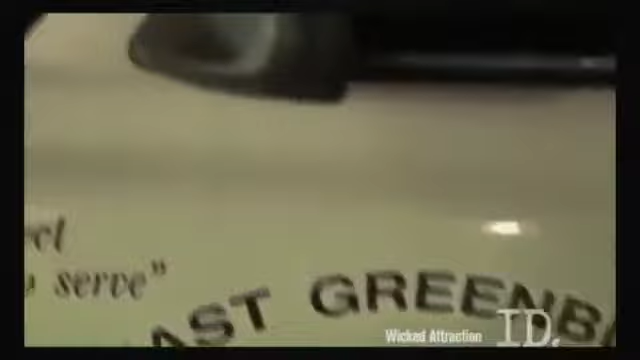 serve"
AST GREENB
Wicked Attraction ID.